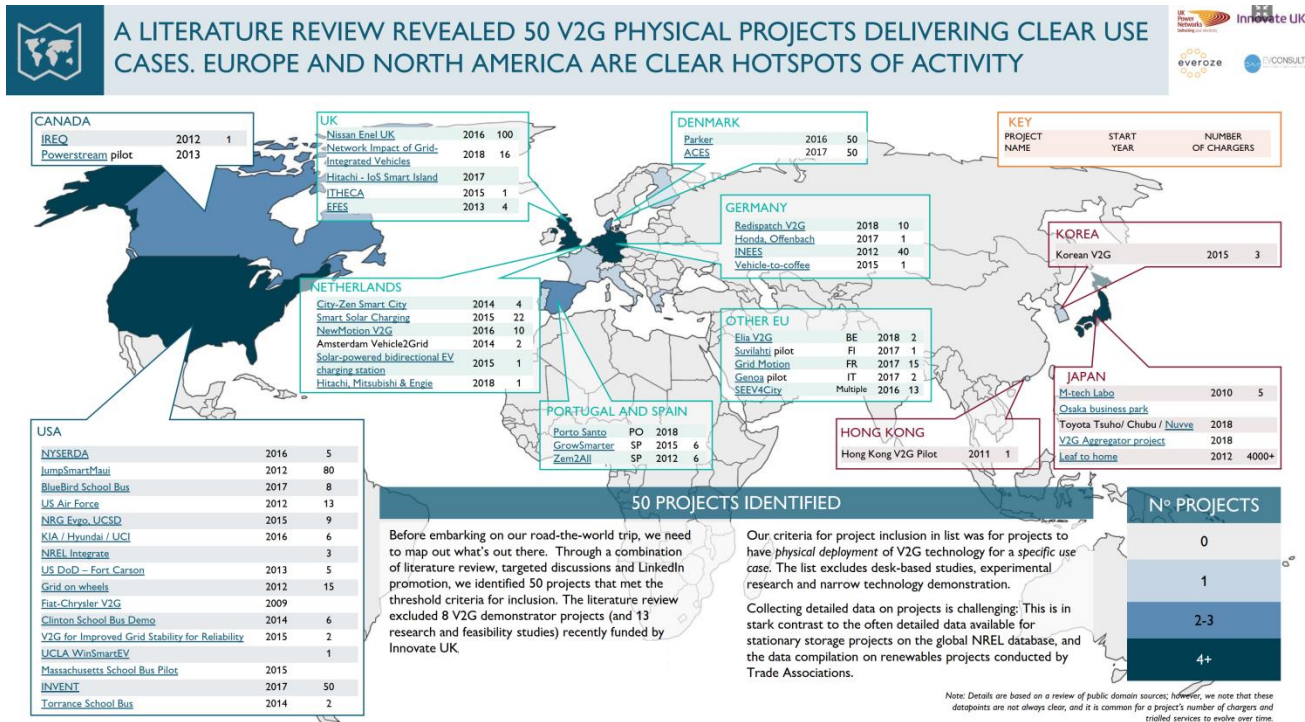 A LITERATURE REVIEW REVEALED 50 V2G PHYSICAL PROJECTS DELIVERING CLEAR USE
CASES. EUROPE AND NORTH AMERICA ARE CLEAR HOTSPOTS OF ACTIVITY
UK
Power
Networks
Innovate UK
everoze
EVCONSULT
CANADA
IREQ 2012 1
Powerstream pilot 2013
UK
Nissan Enel UK 2016 100
Network Impact of Grid-
Integrated Vehicles 2018 16
Hitachi - IoS Smart Island 2017
ITHECA 2015 1
EFES 2013 4
DENMARK
Parker 2016 50
ACES 2017 50
KEY
PROJECT START NUMBER
NAME YEAR OF CHARGERS
GERMANY
Redispatch V2G 2018 10
Honda, Offenbach 2017 1
INEES 2012 40
Vehicle-to-coffee 2015 1
KOREA
Korean V2G 2015 3
NETHERLANDS
City-Zen Smart City 2014 4
Smart Solar Charging 2015 22
NewMotion V2G 2016 10
Amsterdam Vehicle2Grid 2014 2
Solar-powered bidirectional EV
charging station 2015 1
Hitachi, Mitsubishi & Engie 2018 1
OTHER EU
Elia V2G BE 2018 2
Suvilahti pilot FI 2017 1
Grid Motion FR 2017 15
Genoa pilot IT 2017 2
SEEV4City Multiple 2016 13
JAPAN
M-tech Labo 2010 5
Osaka business park
Toyota Tsuho/ Chubu / Nuvve 2018
V2G Aggregator project 2018
Leaf to home 2012 4000+
PORTUGAL AND SPAIN
Porto Santo PO 2018
GrowSmarter SP 2015 6
Zem2All SP 2012 6
HONG KONG
Hong Kong V2G Pilot 2011 1
USA
NYSERDA 2016 5
JumpSmartMaui 2012 80
BlueBird School Bus 2017 8
US Air Force 2012 13
NRG Evgo, UCSD 2015 9
KIA / Hyundai / UCI 2016 6
NREL Integrate 3
US DoD – Fort Carson 2013 5
Grid on wheels 2012 15
Fiat-Chrysler V2G 2009
Clinton School Bus Demo 2014 6
V2G for Improved Grid Stability for Reliability 2015 2
UCLA WinSmartEV 1
Massachusetts School Bus Pilot 2015
INVENT 2017 50
Torrance School Bus 2014 2
50 PROJECTS IDENTIFIED
Before embarking on our road-the-world trip, we need
to map out what's out there. Through a combination
of literature review, targeted discussions and LinkedIn
promotion, we identified 50 projects that met the
threshold criteria for inclusion. The literature review
excluded 8 V2G demonstrator projects (and 13
research and feasibility studies) recently funded by
Innovate UK.
Our criteria for project inclusion in list was for projects to
have physical deployment of V2G technology for a specific use
case. The list excludes desk-based studies, experimental
research and narrow technology demonstration.
Collecting detailed data on projects is challenging: This is in
stark contrast to the often detailed data available for
stationary storage projects on the global NREL database, and
the data compilation on renewables projects conducted by
Trade Associations.
Nº PROJECTS
0
1
2-3
4+
Note: Details are based on a review of public domain sources; however, we note that these
datapoints are not always clear, and it is common for a project's number of chargers and
trialled services to evolve over time.